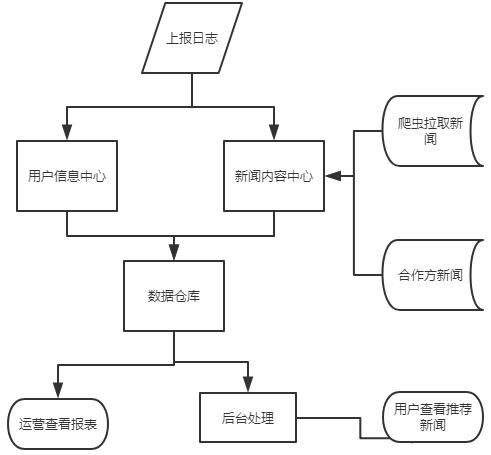 上报日志
爬虫拉取新
闻
用户信息中心
新闻内容中心
合作方新闻
数据仓库
运营查看报表
后台处理
用户查看推荐
新闻